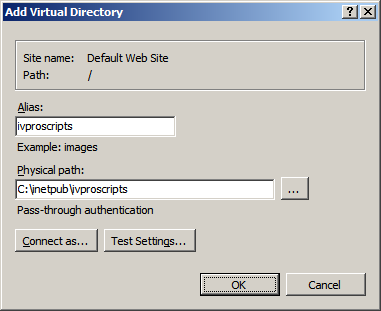 Add Virtual Directory
Site name: Default Web Site
Path: /
Alias:
ivproscripts
Example: images
Physical path:
C:\inetpub\ivproscripts
...
Pass-through authentication
Connect as... Test Settings...
OK Cancel